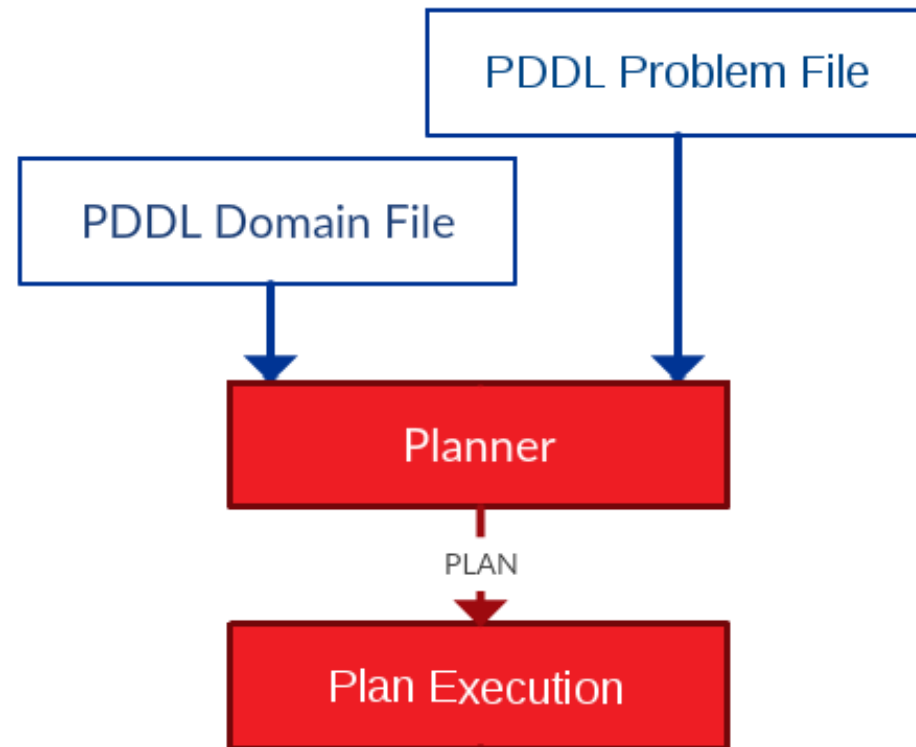 PDDL Problem File
PDDL Domain File
Planner
PLAN
Plan Execution